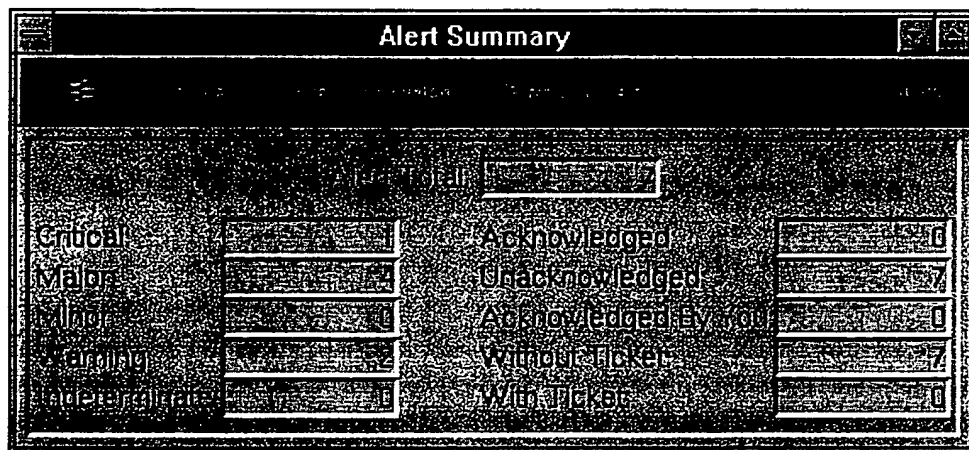 Alert Summary
Alert Total 7
Critical 1 Acknowledged 0
Major 4 Unacknowledged 7
Minor 0 Acknowledged By You 0
Warning 2 Without Ticket 7
Indeterminate 0 With Ticket 0